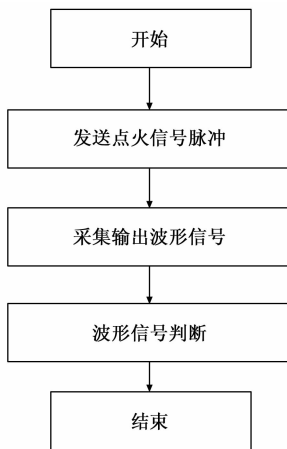 开始
发送点火信号脉冲
采集输出波形信号
波形信号判断
结束